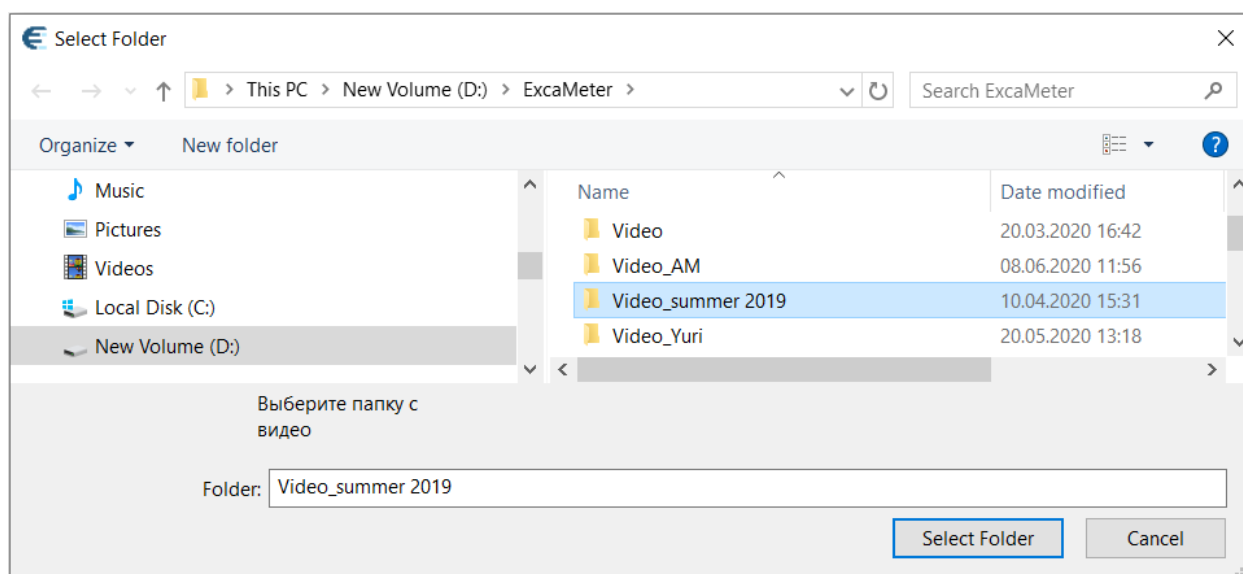 Select Folder
This PC > New Volume (D:) > ExcaMeter >
Search ExcaMeter
Organize
New folder
?
Music
Pictures
Videos
Local Disk (C:)
New Volume (D:)
Name Date modified
Video 20.03.2020 16:42
Video_AM 08.06.2020 11:56
Video_summer 2019 10.04.2020 15:31
Video_Yuri 20.05.2020 13:18
Выберите папку с
видео
Folder: Video_summer 2019
Select Folder Cancel